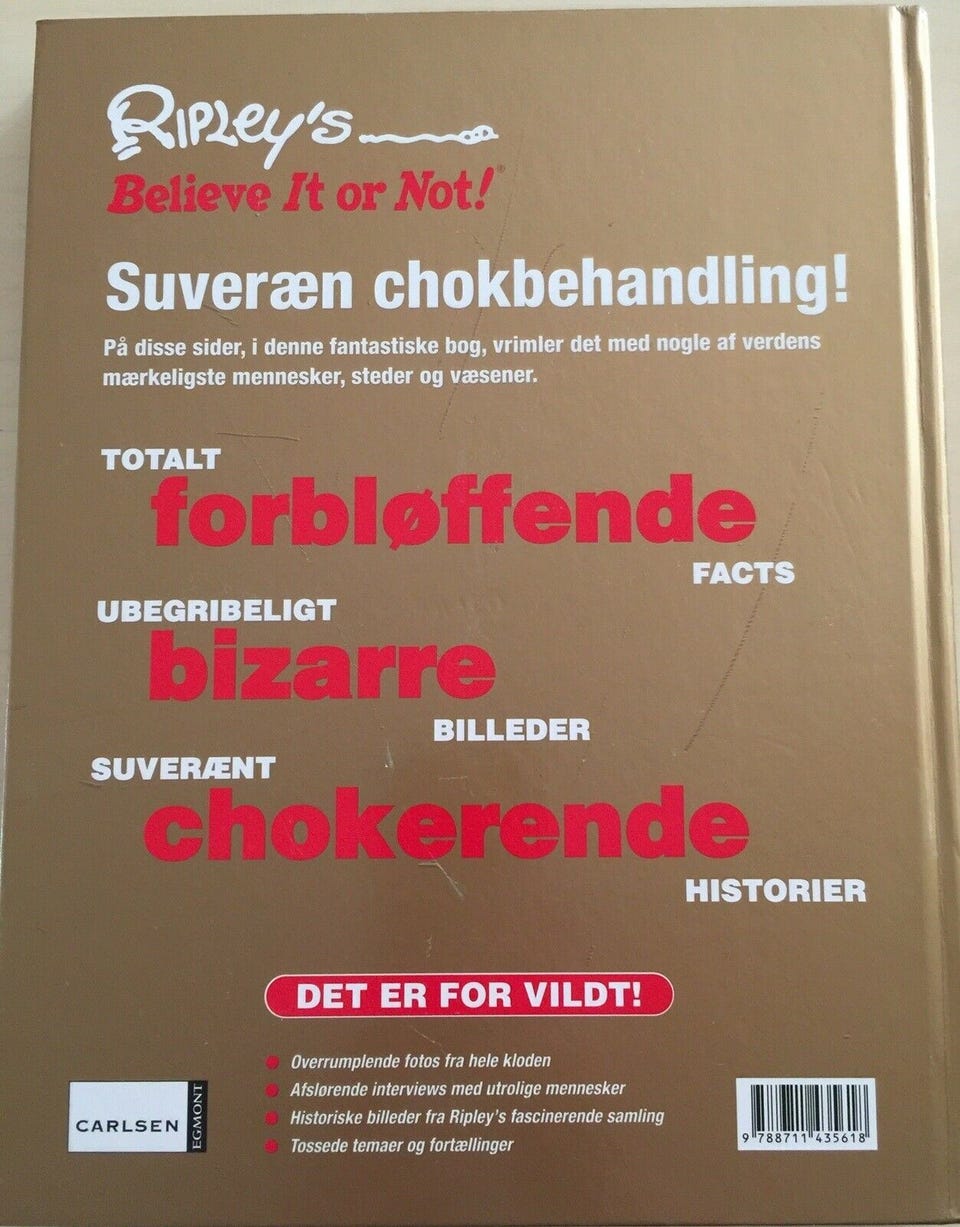 RIPLEY'S
Believe It or Not!®
Suveræn chokbehandling!
På disse sider, i denne fantastiske bog, vrimler det med nogle af verdens
mærkeligste mennesker, steder og væsener.
TOTALT
forbløffende
FACTS
UBEGRIBELIGT
bizarre
BILLEDER
SUVERÆNT
chokerende
HISTORIER
DET ER FOR VILDT!
Overrumplende fotos fra hele kloden
Afslørende interviews med utrolige mennesker
Historiske billeder fra Ripley's fascinerende samling
Tossede temaer og fortællinger
CARLSEN
EGMONT
9 788711 435618